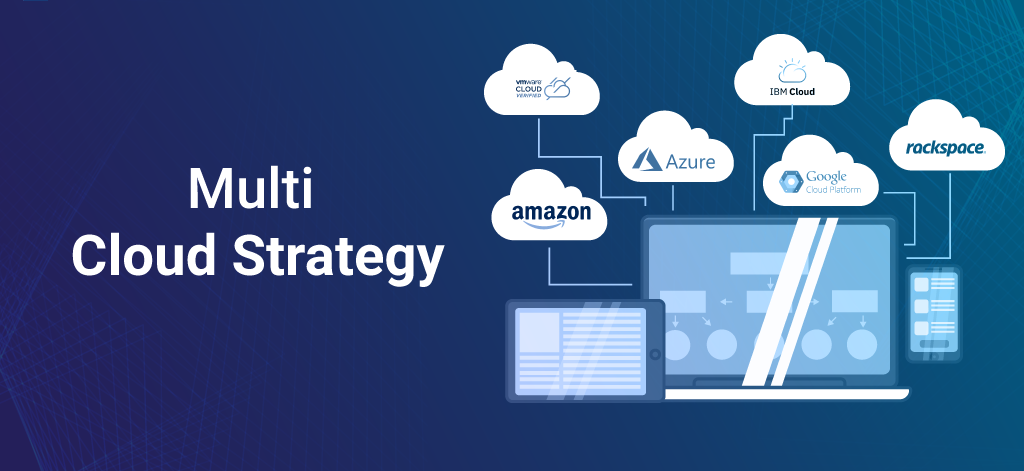 Multi
Cloud Strategy
vmware
CLOUD
VERIFIED
IBM Cloud
Azure
rackspace
Google
Cloud Platform
amazon